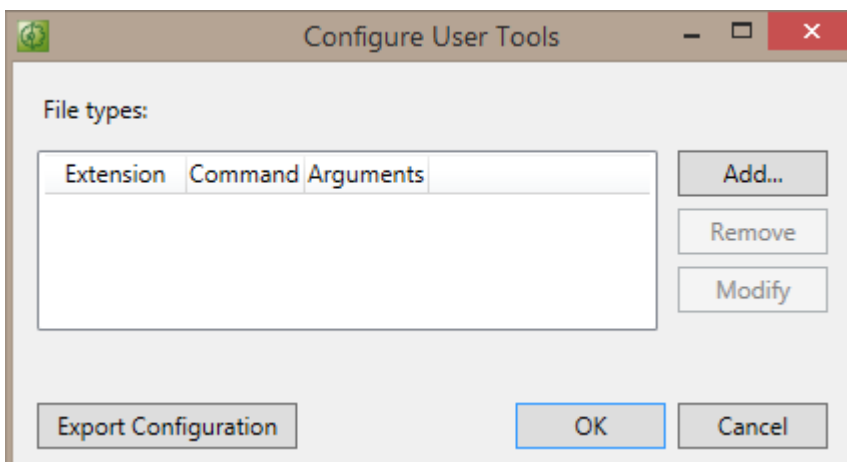 Configure User Tools
File types:
Extension Command Arguments
Add...
Remove
Modify
Export Configuration OK Cancel